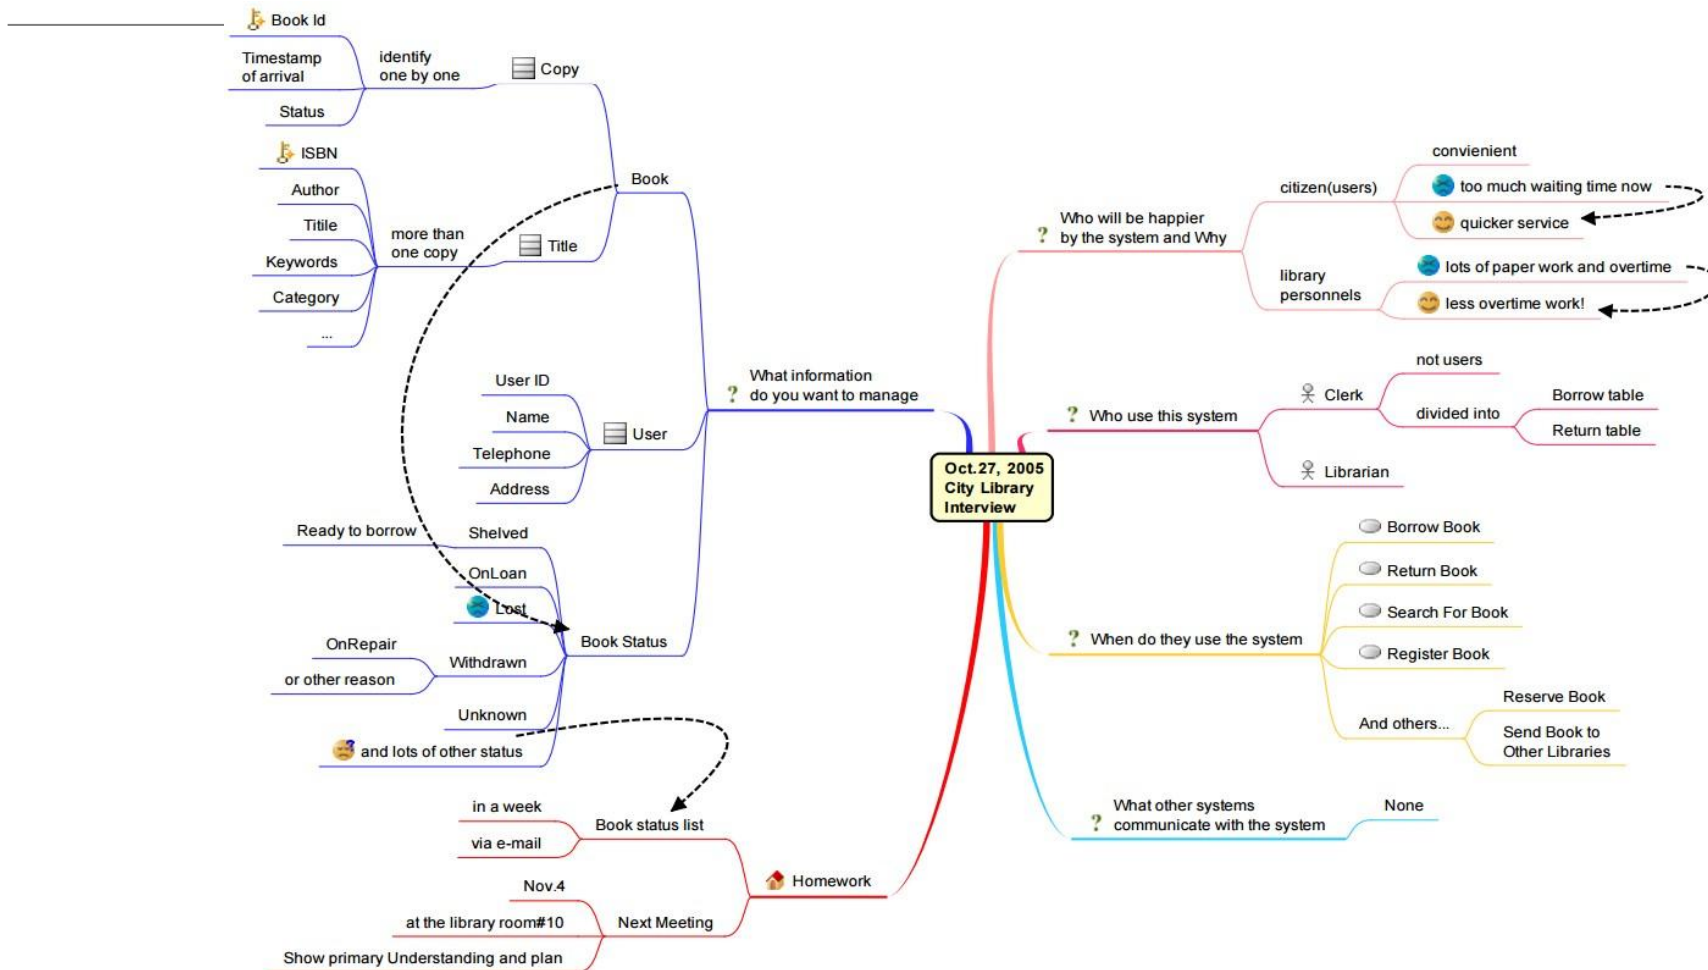 Oct.27, 2005
City Library
Interview
What information
do you want to manage
Book
Copy
identify
one by one
Book Id
Timestamp
of arrival
Status
Title
more than
one copy
ISBN
Author
Titile
Keywords
Category
...
User
User ID
Name
Telephone
Address
Book Status
Shelved
Ready to borrow
OnLoan
Lost
Withdrawn
OnRepair
or other reason
Unknown
and lots of other status
Homework
Book status list
in a week
via e-mail
Next Meeting
Nov.4
at the library room#10
Show primary Understanding and plan
Who will be happier
by the system and Why
citizen(users)
convienient
too much waiting time now
quicker service
library
personnels
lots of paper work and overtime
less overtime work!
Who use this system
Clerk
not users
divided into
Borrow table
Return table
Librarian
When do they use the system
Borrow Book
Return Book
Search For Book
Register Book
And others...
Reserve Book
Send Book to
Other Libraries
What other systems
communicate with the system
None